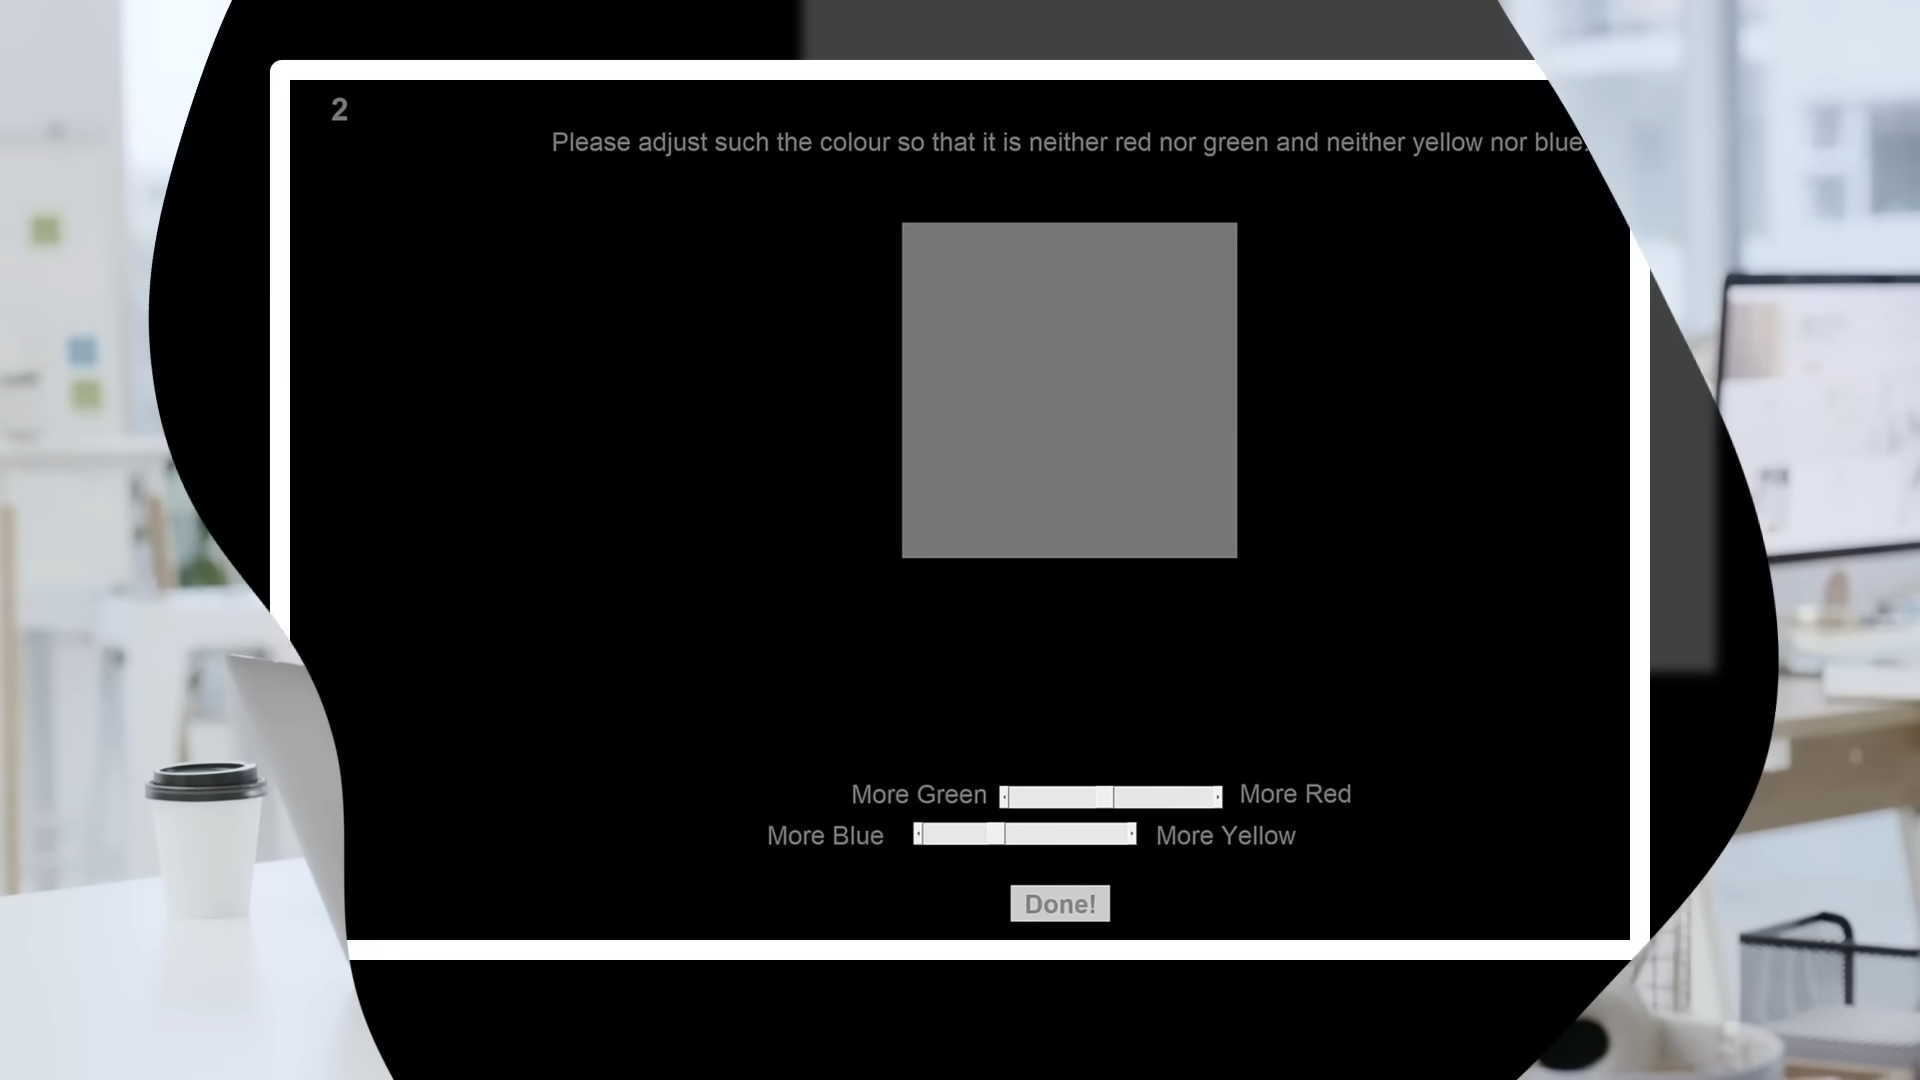 2
Please adjust such the colour so that it is neither red nor green and neither yellow nor blue.
More Green More Red
More Blue More Yellow
Done!